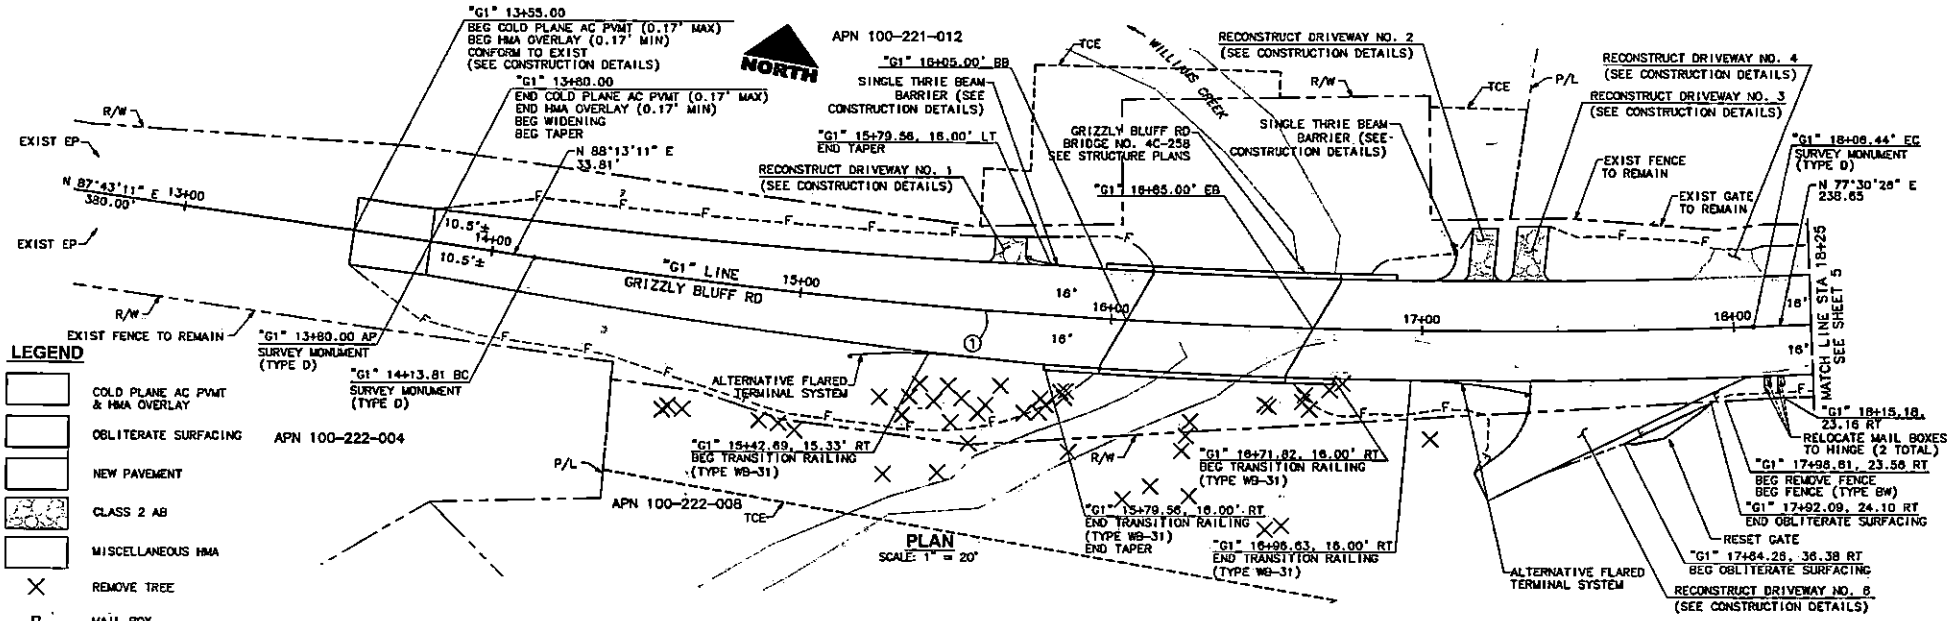 "G1" 13+55.00
BEG COLD PLANE AC PVMT (0.17' MAX)
BEG HMA OVERLAY (0.17' MIN)
CONFORM TO EXIST
(SEE CONSTRUCTION DETAILS)
"G1" 13+80.00
END COLD PLANE AC PVMT (0.17' MAX)
END HMA OVERLAY (0.17' MIN)
BEG WIDENING
BEG TAPER
NORTH
APN 100-221-012
"G1" 16+05.00' BB
SINGLE THRIE BEAM
BARRIER (SEE
CONSTRUCTION DETAILS)
"G1" 15+79.56, 16.00' LT
END TAPER
RECONSTRUCT DRIVEWAY NO. 1
(SEE CONSTRUCTION DETAILS)
TCE
WILLIAMS CREEK
GRIZZLY BLUFF RD
BRIDGE NO. 4C-258
SEE STRUCTURE PLANS
"G1" 16+65.00' EB
RECONSTRUCT DRIVEWAY NO. 2
(SEE CONSTRUCTION DETAILS)
R/W
SINGLE THRIE BEAM
BARRIER (SEE
CONSTRUCTION DETAILS)
TCE
P/L
RECONSTRUCT DRIVEWAY NO. 4
(SEE CONSTRUCTION DETAILS)
RECONSTRUCT DRIVEWAY NO. 3
(SEE CONSTRUCTION DETAILS)
"G1" 18+06.44' EC
SURVEY MONUMENT
(TYPE D)
N 77°30'28" E
238.65
EXIST FENCE
TO REMAIN
EXIST GATE
TO REMAIN
R/W
EXIST EP
N 87°43'11" E
380.00'
13+00
EXIST EP
N 88°13'11" E
33.81'
10.5'±
14+00
10.5'±
"G1" LINE
GRIZZLY BLUFF RD
15+00
16'
16+00
16'
17+00
18+00
16'
16'
MATCH LINE STA 18+25
SEE SHEET 5
1
R/W
EXIST FENCE TO REMAIN
"G1" 13+80.00 AP
SURVEY MONUMENT
(TYPE D)
"G1" 14+13.81 BC
SURVEY MONUMENT
(TYPE D)
ALTERNATIVE FLARED
TERMINAL SYSTEM
"G1" 15+42.69, 15.33' RT
BEG TRANSITION RAILING
(TYPE WB-31)
P/L
APN 100-222-008
TCE
R/W
"G1" 15+79.56, 16.00' RT
END TRANSITION RAILING
(TYPE WB-31)
END TAPER
"G1" 16+71.82, 16.00' RT
BEG TRANSITION RAILING
(TYPE WB-31)
"G1" 16+96.63, 16.00' RT
END TRANSITION RAILING
(TYPE WB-31)
ALTERNATIVE FLARED
TERMINAL SYSTEM
"G1" 18+15.18,
23.16 RT
RELOCATE MAIL BOXES
TO HINGE (2 TOTAL)
"G1" 17+98.61, 23.56 RT
BEG REMOVE FENCE
BEG FENCE (TYPE BW)
"G1" 17+92.09, 24.10 RT
END OBLITERATE SURFACING
RESET GATE
"G1" 17+64.28, 36.38 RT
BEG OBLITERATE SURFACING
RECONSTRUCT DRIVEWAY NO. 6
(SEE CONSTRUCTION DETAILS)
PLAN
SCALE: 1" = 20'
LEGEND
COLD PLANE AC PVMT
& HMA OVERLAY
OBLITERATE SURFACING
APN 100-222-004
NEW PAVEMENT
CLASS 2 AB
MISCELLANEOUS HMA
REMOVE TREE
MAIL BOX